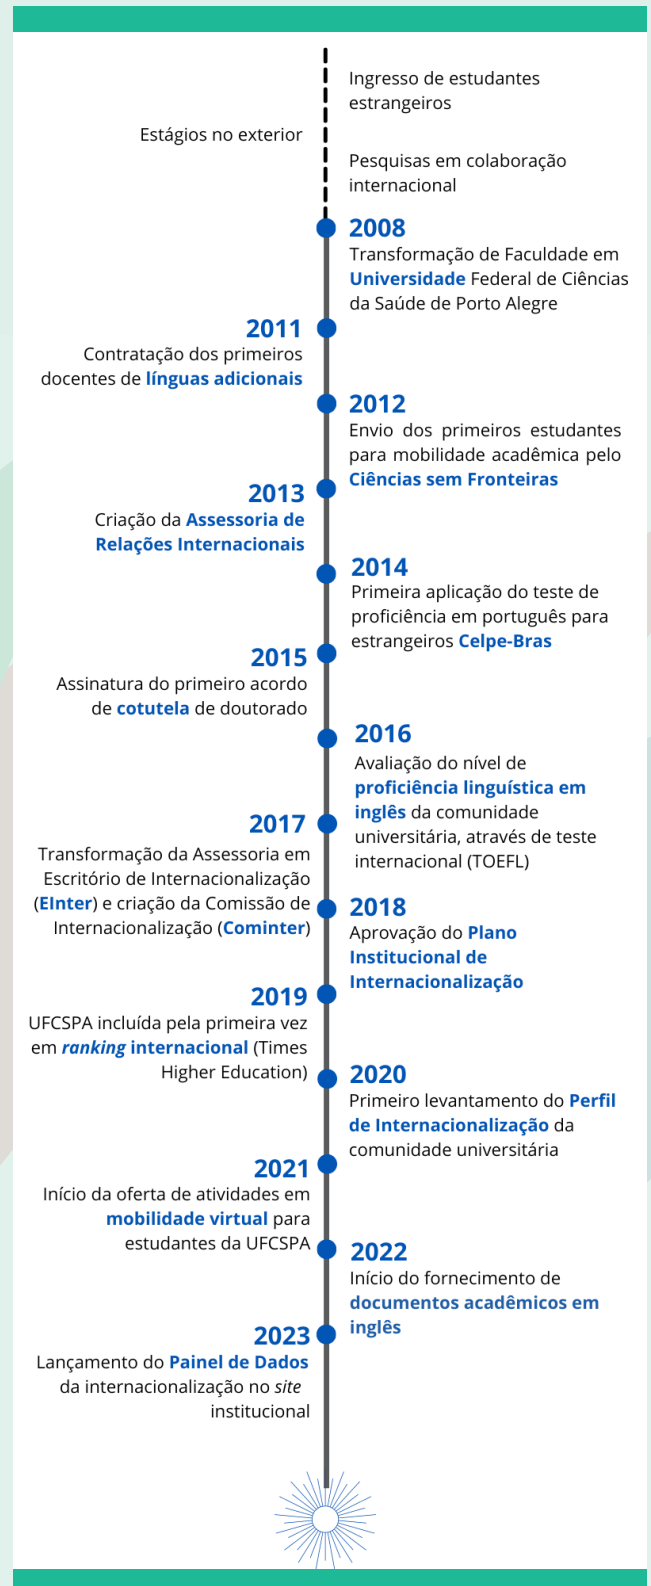 Ingresso de estudantes
estrangeiros
Estágios no exterior
Pesquisas em colaboração
internacional
2008
Transformação de Faculdade em
Universidade Federal de Ciências
da Saúde de Porto Alegre
2011
Contratação dos primeiros
docentes de línguas adicionais
2012
Envio dos primeiros estudantes
para mobilidade acadêmica pelo
Ciências sem Fronteiras
2013
Criação da Assessoria de
Relações Internacionais
2014
Primeira aplicação do teste de
proficiência em português para
estrangeiros Celpe-Bras
2015
Assinatura do primeiro acordo
de cotutela de doutorado
2016
Avaliação do nível de
proficiência linguística em
inglês da comunidade
universitária, através de teste
internacional (TOEFL)
2017
Transformação da Assessoria em
Escritório de Internacionalização
(EInter) e criação da Comissão de
Internacionalização (Cominter)
2018
Aprovação do Plano
Institucional de
Internacionalização
2019
UFCSPA incluída pela primeira vez
em ranking internacional (Times
Higher Education)
2020
Primeiro levantamento do Perfil
de Internacionalização da
comunidade universitária
2021
Início da oferta de atividades em
mobilidade virtual para
estudantes da UFCSPA
2022
Início do fornecimento de
documentos acadêmicos em
inglês
2023
Lançamento do Painel de Dados
da internacionalização no site
institucional